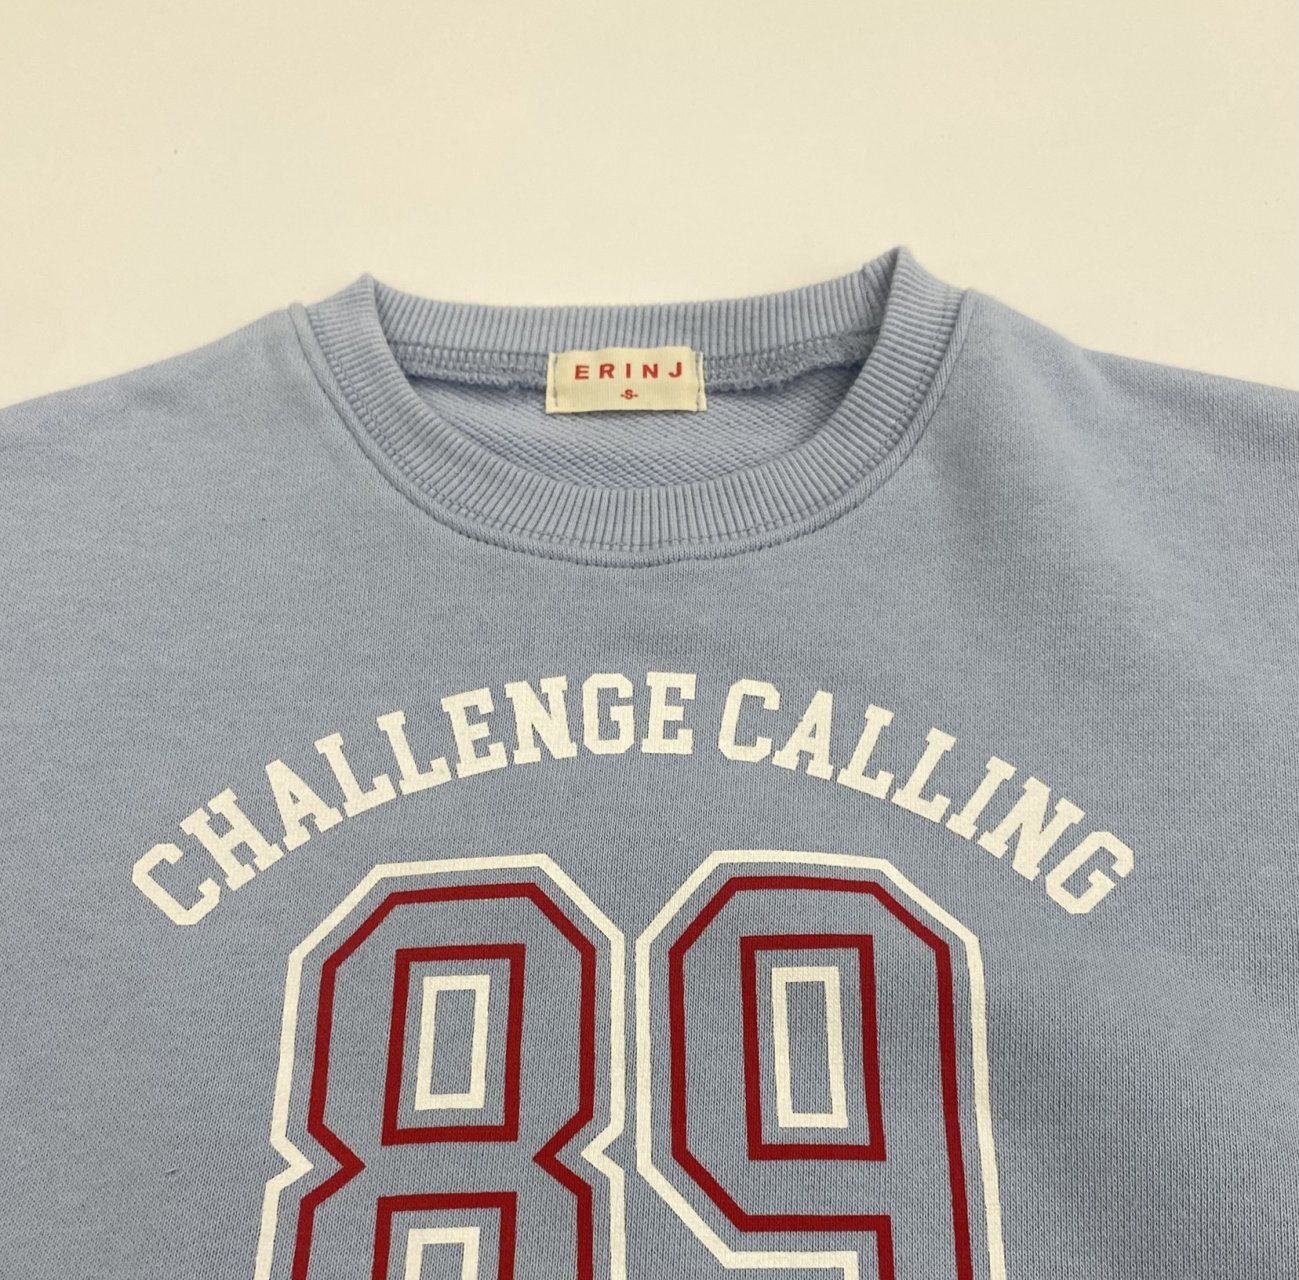 ERINJ
-S-
CHALLENGE CALLING
89